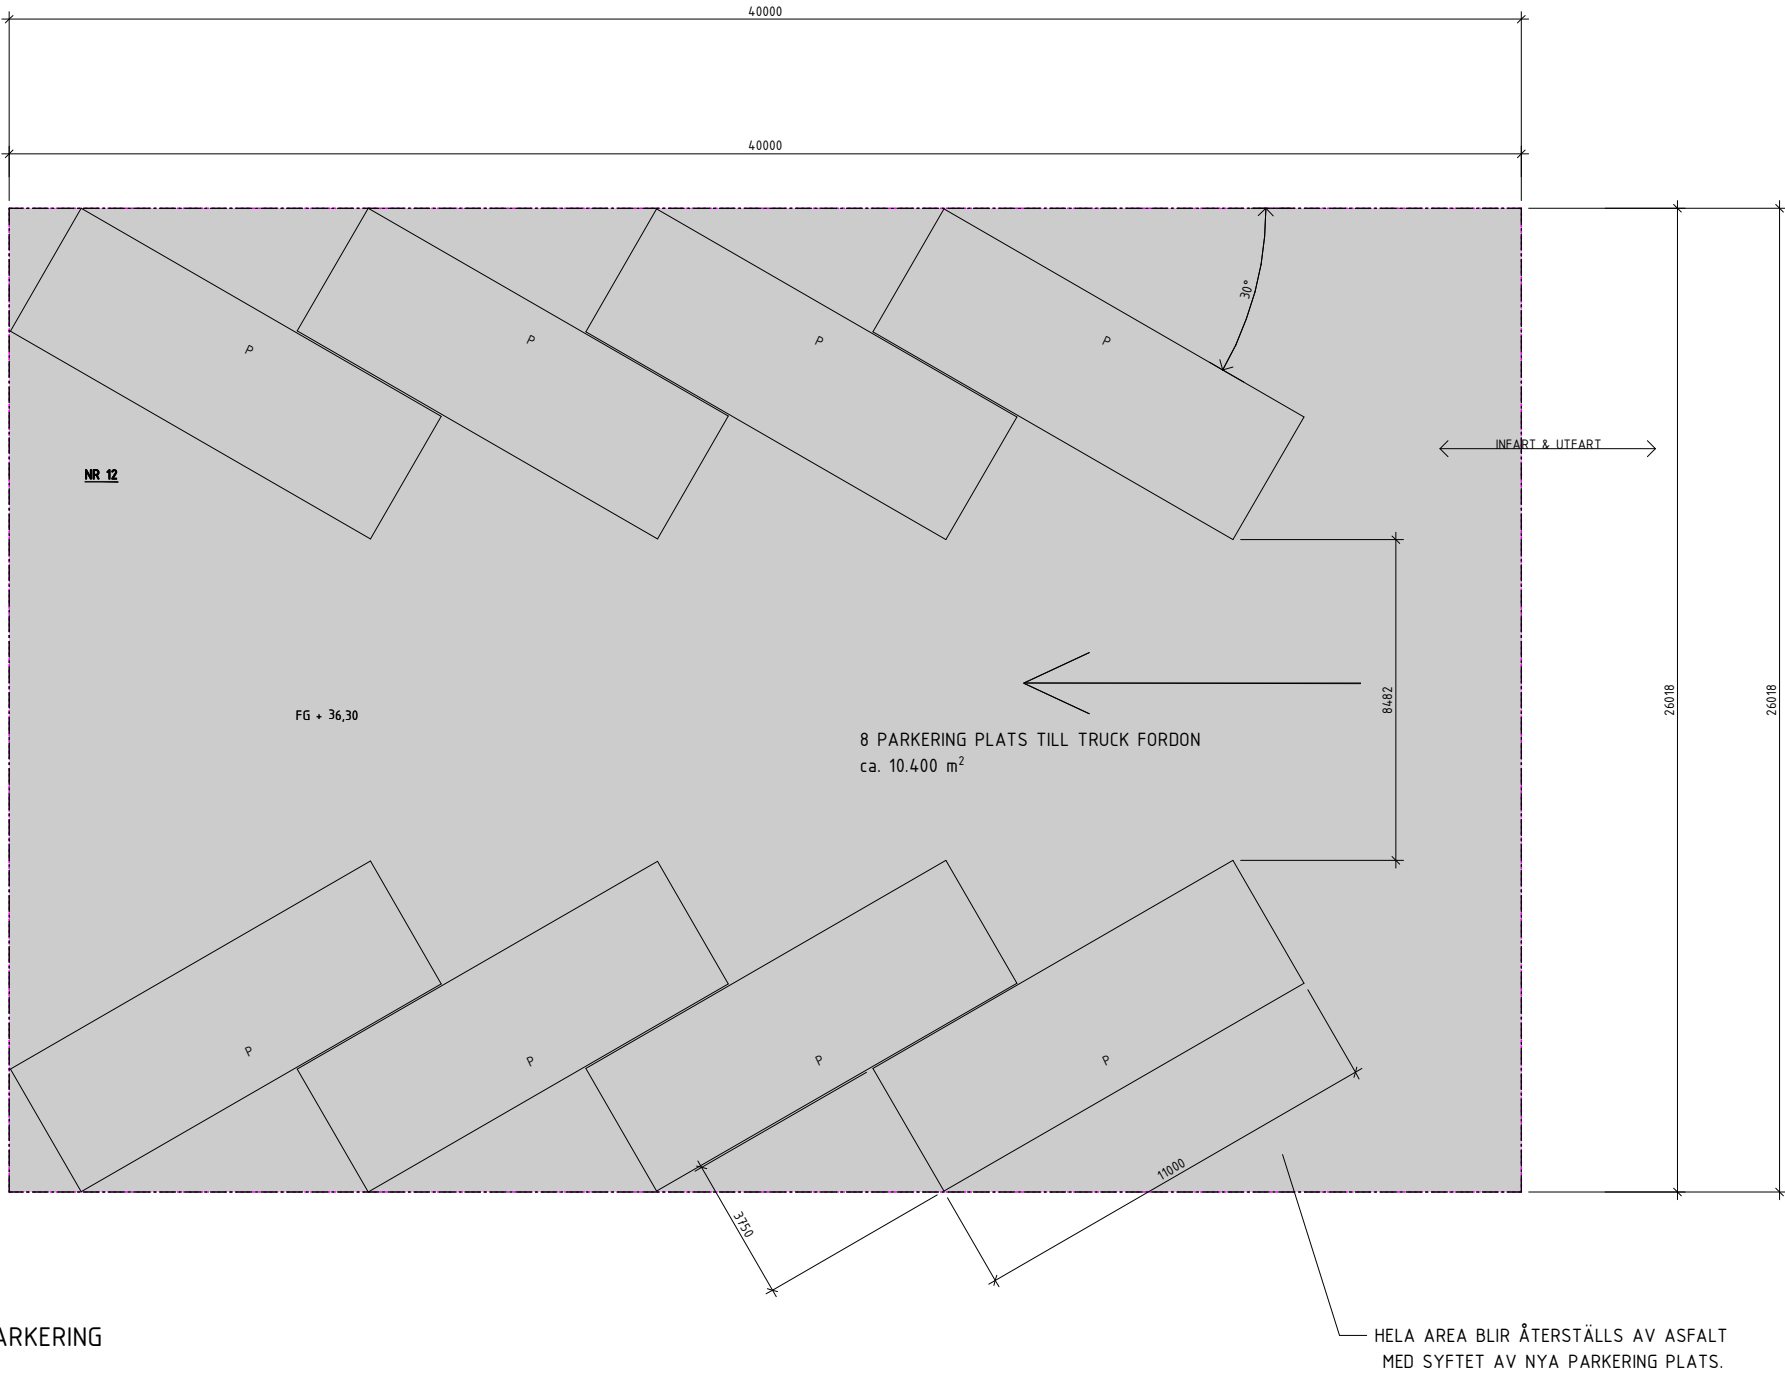 40000
40000
30°
P
P
P
P
INFART & UTFART
NR 12
8482
26018
26018
FG + 36,30
8 PARKERING PLATS TILL TRUCK FORDON
ca. 10.400 m²
P
P
P
P
11000
3750
ARKERING
HELA AREA BLIR ÅTERSTÄLLS AV ASFALT
MED SYFTET AV NYA PARKERING PLATS.